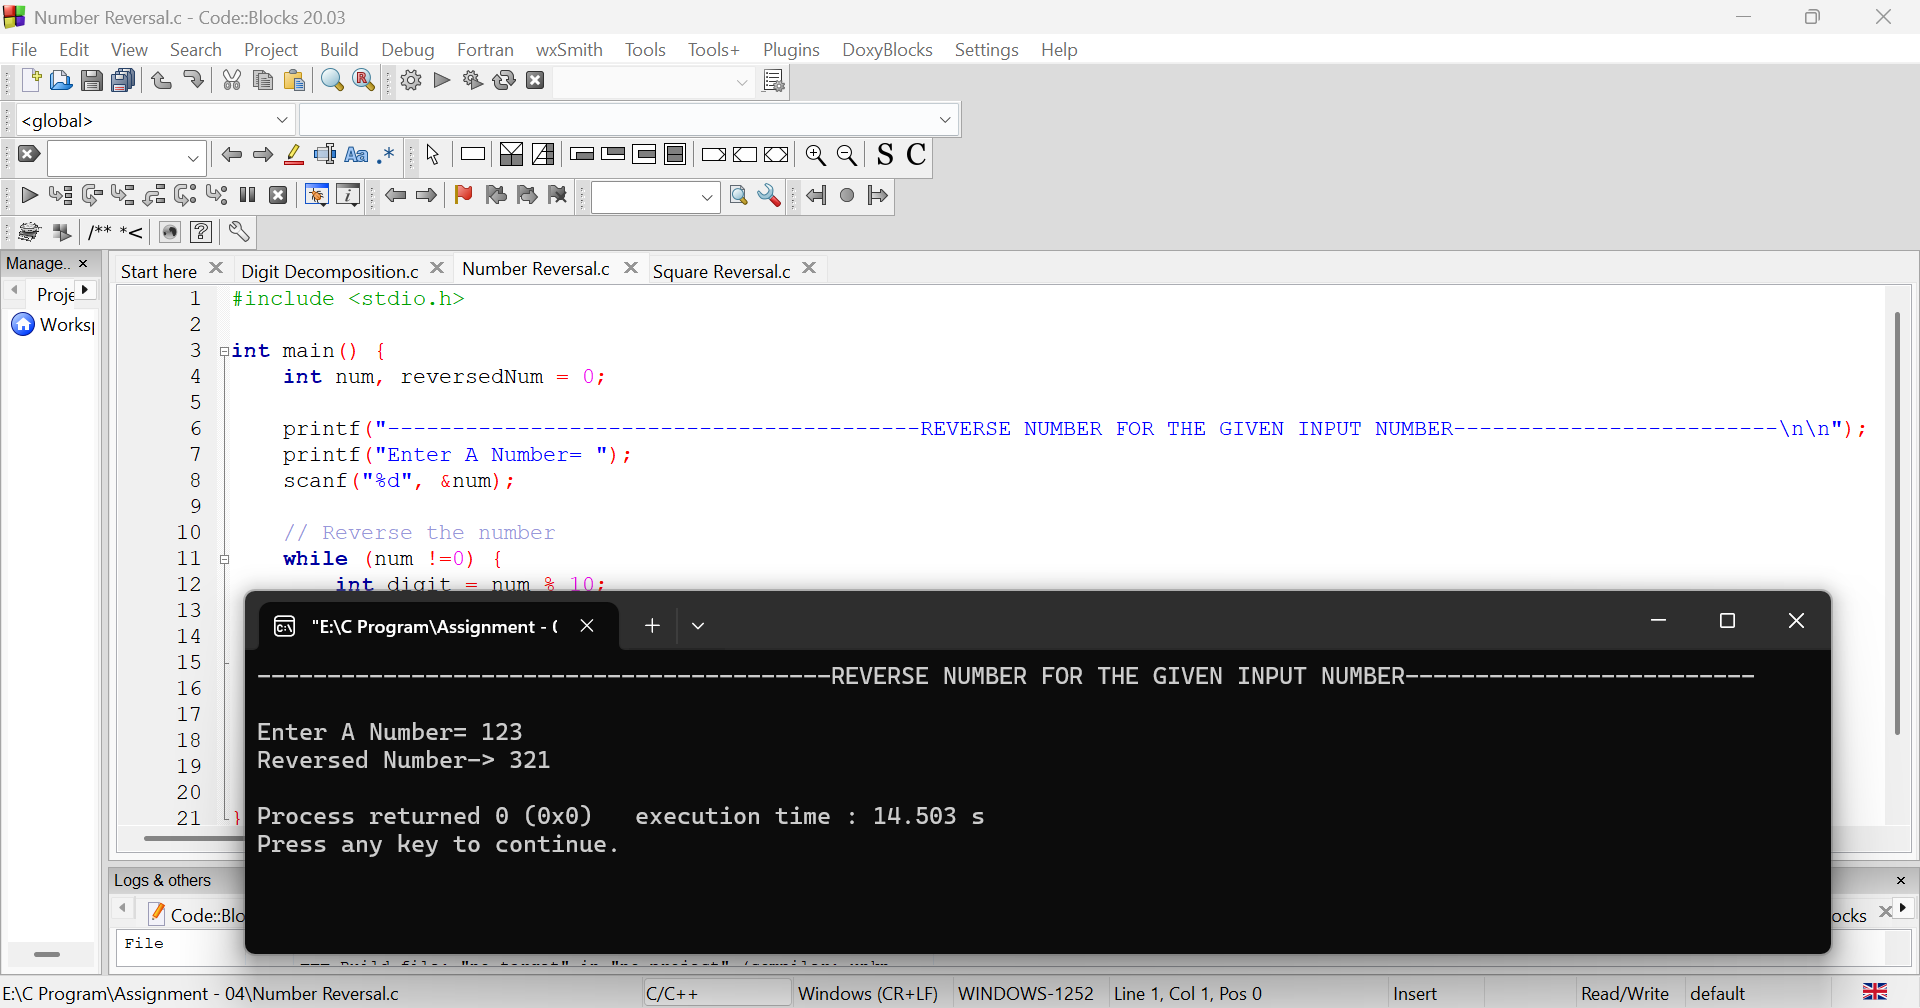 Number Reversal.c - Code::Blocks 20.03
File Edit View Search Project Build Debug Fortran wxSmith Tools Tools+ Plugins DoxyBlocks Settings Help
<global>
Aa .* S C
/** *<
Manage.. Start here Digit Decomposition.c Number Reversal.c Square Reversal.c
Proje
Works
1 #include <stdio.h>
2
3 int main() {
4 int num, reversedNum = 0;
5
6 printf("-----------------------------------------REVERSE NUMBER FOR THE GIVEN INPUT NUMBER-------------------------\n\n");
7 printf("Enter A Number= ");
8 scanf("%d", &num);
9
10 // Reverse the number
11 while (num !=0) {
12 int digit = num % 10;
13
14
15
16
17
18
19
20
21 }
"E:\C Program\Assignment - (
-----------------------------------------REVERSE NUMBER FOR THE GIVEN INPUT NUMBER-------------------------
Enter A Number= 123
Reversed Number-> 321
Process returned 0 (0x0) execution time : 14.503 s
Press any key to continue.
Logs & others
Code::Blo
ocks
File
E:\C Program\Assignment - 04\Number Reversal.c C/C++ Windows (CR+LF) WINDOWS-1252 Line 1, Col 1, Pos 0 Insert Read/Write default